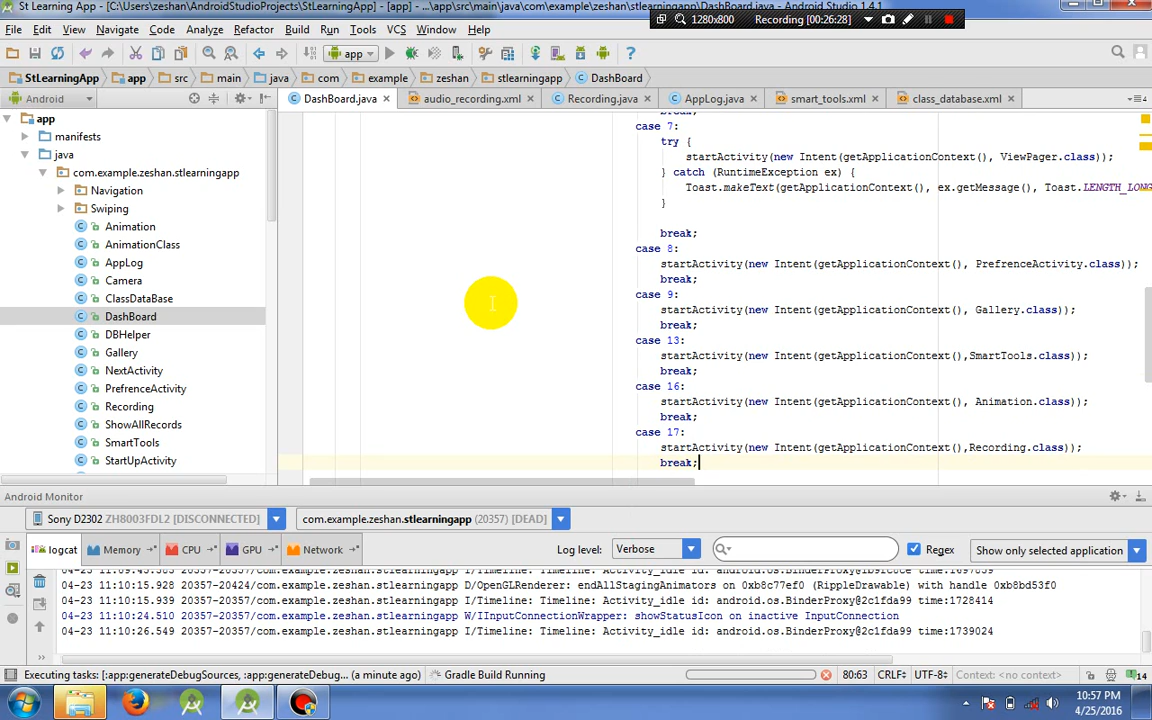 St LearningApp - [C:\Users\zeshan\AndroidStudioProjects\StLearningApp] - [app] - ...\app\src\main\java\com\example\zeshan\stlearningapp\DashBoard.java - Android Studio 1.4.1
1280x800 Recording [00:26:28]
File Edit View Navigate Code Analyze Refactor Build Run Tools VCS Window Help
app
StLearningApp app src main java com example zeshan stlearningapp DashBoard
Android DashBoard.java audio_recording.xml Recording.java AppLog.java smart_tools.xml class_database.xml
app
manifests
java
com.example.zeshan.stlearningapp
Navigation
Swiping
Animation
AnimationClass
AppLog
Camera
ClassDataBase
DashBoard
DBHelper
Gallery
NextActivity
PrefrenceActivity
Recording
ShowAllRecords
SmartTools
StartUpActivity
break;
case 7:
try {
startActivity(new Intent(getApplicationContext(), ViewPager.class));
} catch (RuntimeException ex) {
Toast.makeText(getApplicationContext(), ex.getMessage(), Toast.LENGTH_LONG
}
break;
case 8:
startActivity(new Intent(getApplicationContext(), PrefrenceActivity.class));
break;
case 9:
startActivity(new Intent(getApplicationContext(), Gallery.class));
break;
case 13:
startActivity(new Intent(getApplicationContext(),SmartTools.class));
break;
case 16:
startActivity(new Intent(getApplicationContext(), Animation.class));
break;
case 17:
startActivity(new Intent(getApplicationContext(),Recording.class));
break;
Android Monitor
Sony D2302 ZH8003FDL2 [DISCONNECTED] com.example.zeshan.stlearningapp (20357) [DEAD]
logcat Memory CPU GPU Network Log level: Verbose Regex Show only selected application
04-23 11:10:15.928 20357-20424/com.example.zeshan.stlearningapp D/OpenGLRenderer: endAllStagingAnimators on 0xb8c77ef0 (RippleDrawable) with handle 0xb8bd53f0
04-23 11:10:15.939 20357-20357/com.example.zeshan.stlearningapp I/Timeline: Timeline: Activity_idle id: android.os.BinderProxy@2c1fda99 time:1728414
04-23 11:10:24.510 20357-20357/com.example.zeshan.stlearningapp W/IInputConnectionWrapper: showStatusIcon on inactive InputConnection
04-23 11:10:26.549 20357-20357/com.example.zeshan.stlearningapp I/Timeline: Timeline: Activity_idle id: android.os.BinderProxy@2c1fda99 time:1739024
Executing tasks: [:app:generateDebugSources, :app:generateDebug... (a minute ago) Gradle Build Running 80:63 CRLF UTF-8 Context: <no context> 14
10:57 PM
4/25/2016